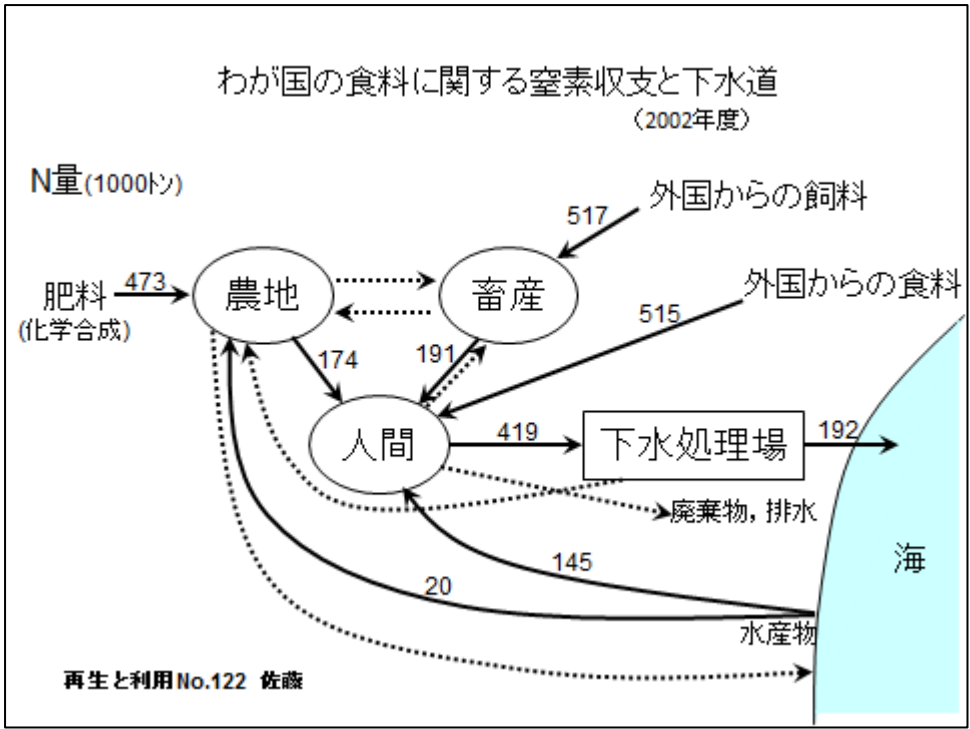 わが国の食料に関する窒素収支と下水道
（2002年度）
N量(1000トン)
外国からの飼料
517
肥料
473
農地
畜産
外国からの食料
(化学合成)
515
174
191
人間
419
下水処理場
192
廃棄物，排水
海
145
20
水産物
再生と利用No.122 佐藤